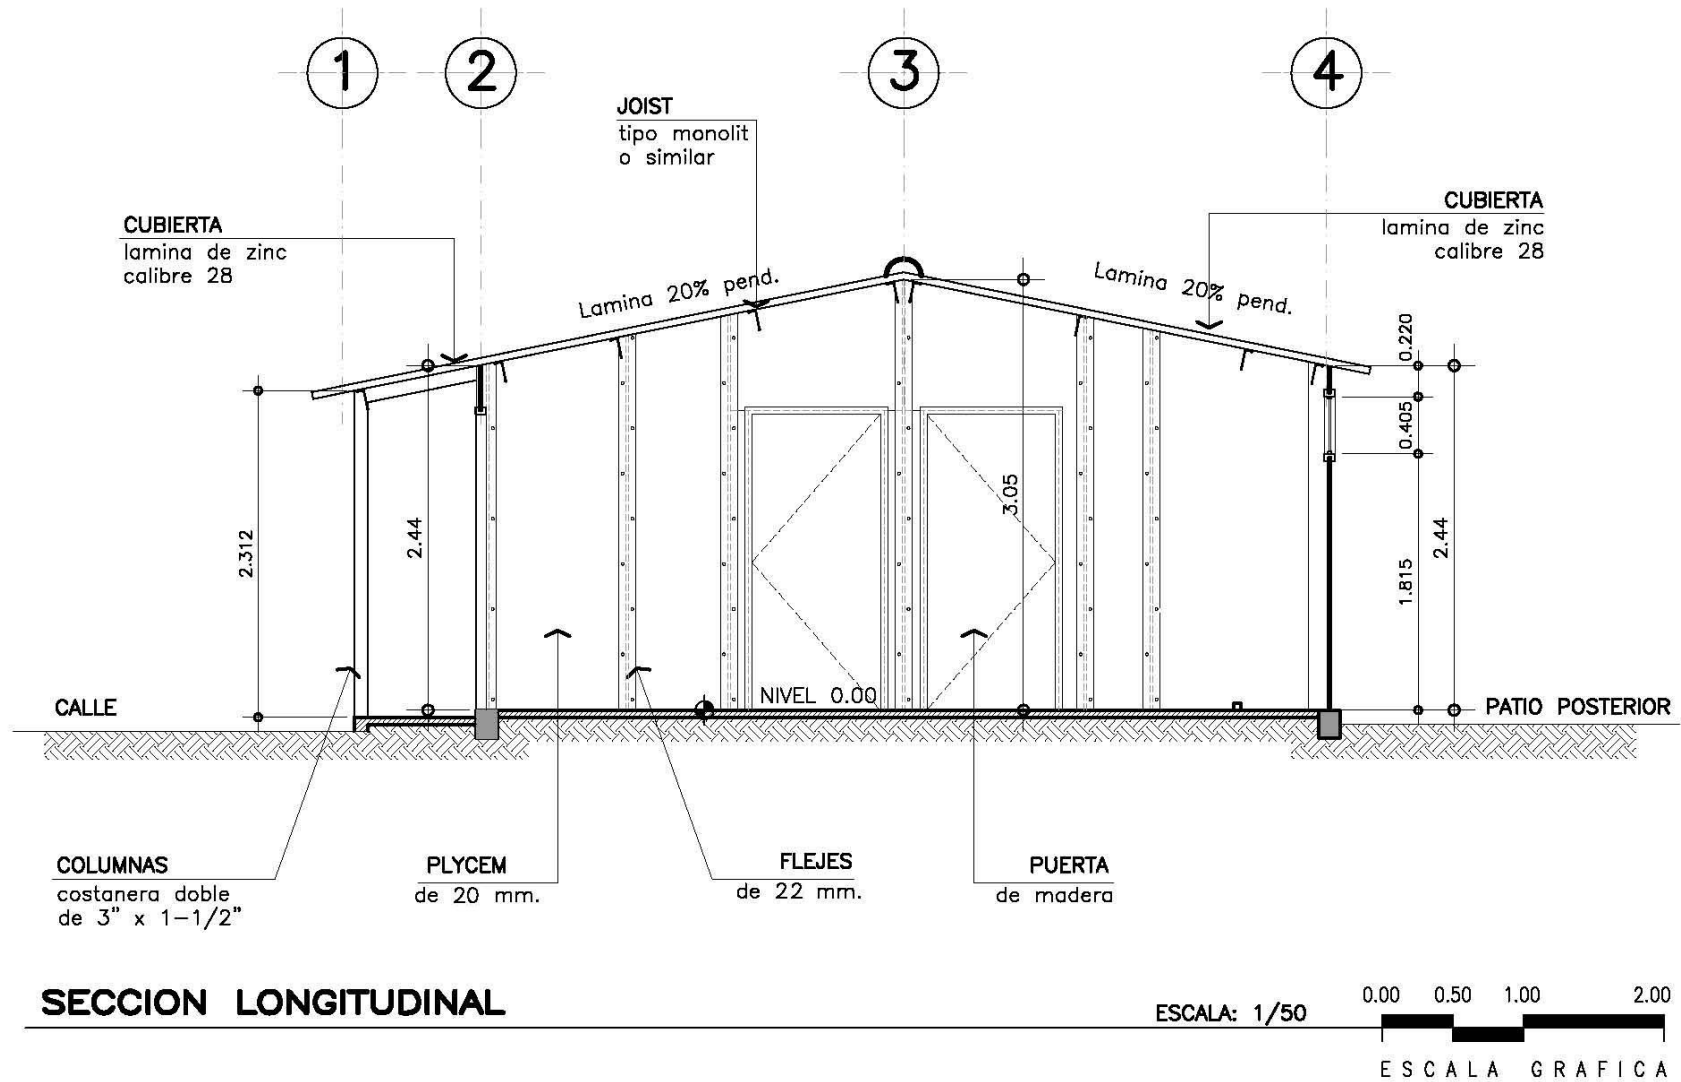 1
2
3
4
JOIST
tipo monolit
o similar
CUBIERTA
lamina de zinc
calibre 28
CUBIERTA
lamina de zinc
calibre 28
Lamina 20% pend.
Lamina 20% pend.
0.220
0.405
1.815
2.44
3.05
2.44
2.312
NIVEL 0.00
CALLE
PATIO POSTERIOR
COLUMNAS
costanera doble
de 3" x 1-1/2"
PLYCEM
de 20 mm.
FLEJES
de 22 mm.
PUERTA
de madera
SECCION LONGITUDINAL
ESCALA: 1/50
0.00 0.50 1.00 2.00
ESCALA GRAFICA